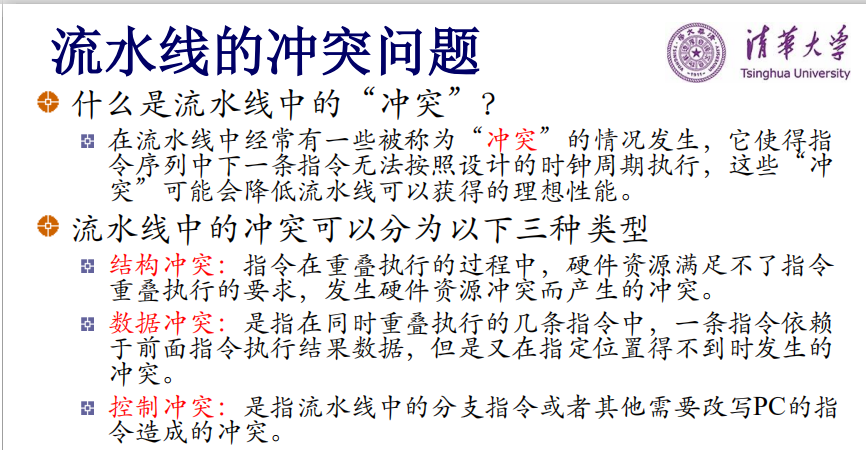 流水线的冲突问题
清华大学
Tsinghua University
什么是流水线中的“冲突”？
在流水线中经常有一些被称为“冲突”的情况发生，它使得指
令序列中下一条指令无法按照设计的时钟周期执行，这些“冲
突”可能会降低流水线可以获得的理想性能。
流水线中的冲突可以分为以下三种类型
结构冲突：指令在重叠执行的过程中，硬件资源满足不了指令
重叠执行的要求，发生硬件资源冲突而产生的冲突。
数据冲突：是指在同时重叠执行的几条指令中，一条指令依赖
于前面指令执行结果数据，但是又在指定位置得不到时发生的
冲突。
控制冲突：是指流水线中的分支指令或者其他需要改写PC的指
令造成的冲突。